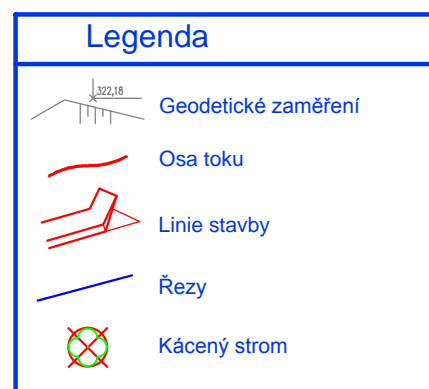 Legenda
322,18
Geodetické zaměření
Osa toku
Linie stavby
Řezy
Kácený strom